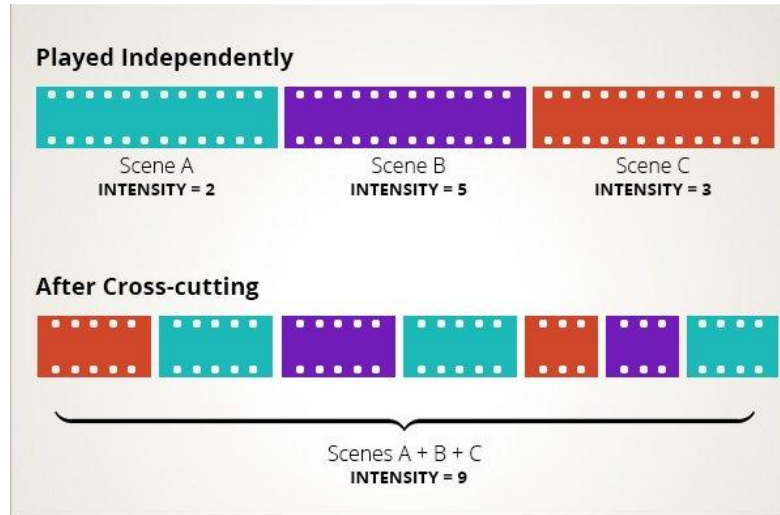 Played Independently
Scene A
INTENSITY = 2
Scene B
INTENSITY = 5
Scene C
INTENSITY = 3
After Cross-cutting
Scenes A + B + C
INTENSITY = 9